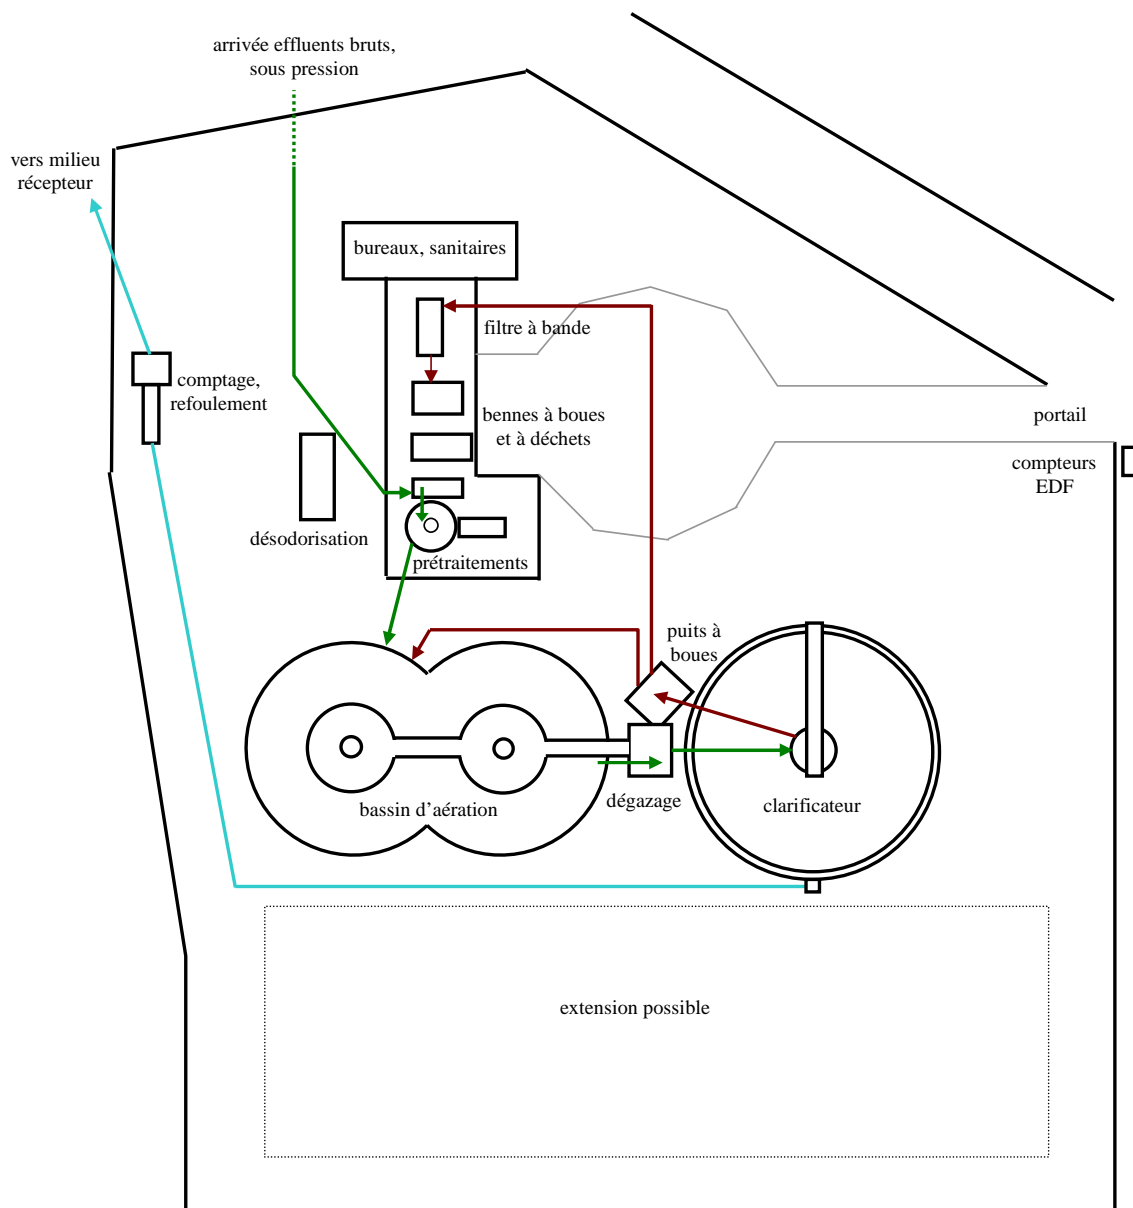 arrivée effluents bruts,
sous pression
vers milieu
récepteur
bureaux, sanitaires
filtre à bande
comptage,
refoulement
bennes à boues
et à déchets
portail
compteurs
EDF
désodorisation
prétraitements
puits à
boues
bassin d’aération
dégazage
clarificateur
extension possible